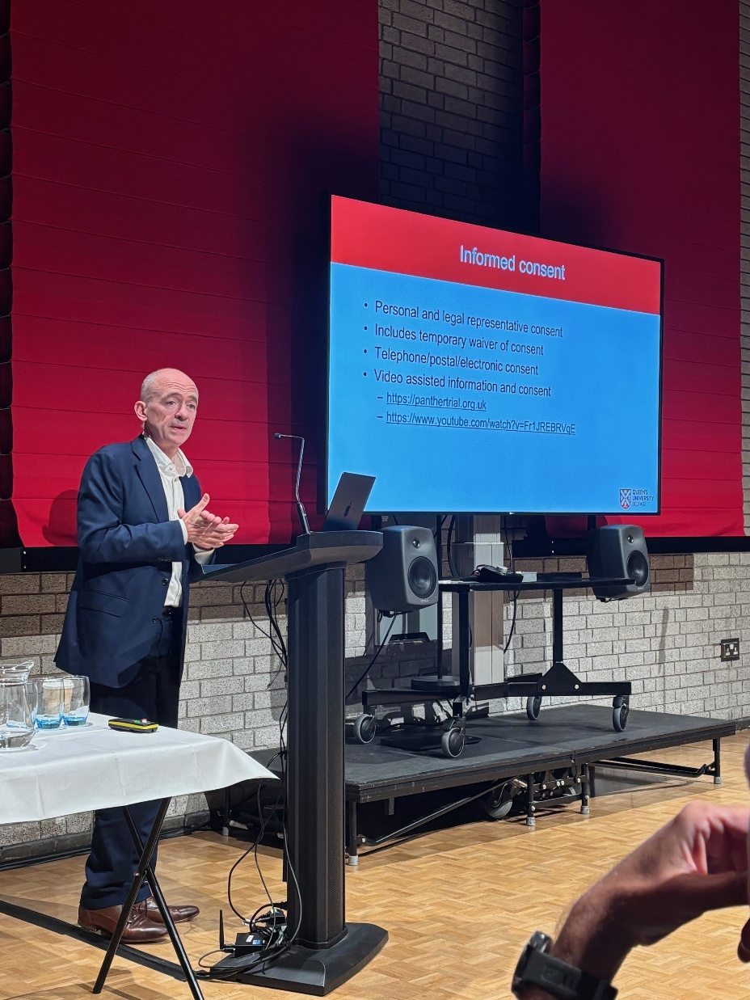 Informed consent
• Personal and legal representative consent
• Includes temporary waiver of consent
• Telephone/postal/electronic consent
• Video assisted information and consent
– https://panthertrial.org.uk
– https://www.youtube.com/watch?v=Fr1JREBRVqE
QUEEN'S
UNIVERSITY
BELFAST